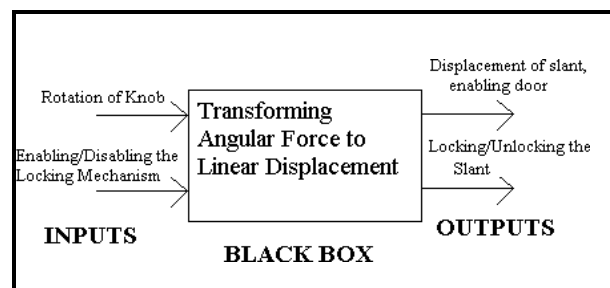 Rotation of Knob
Enabling/Disabling the
Locking Mechanism
INPUTS
Transforming
Angular Force to
Linear Displacement
BLACK BOX
Displacement of slant,
enabling door
Locking/Unlocking the
Slant
OUTPUTS